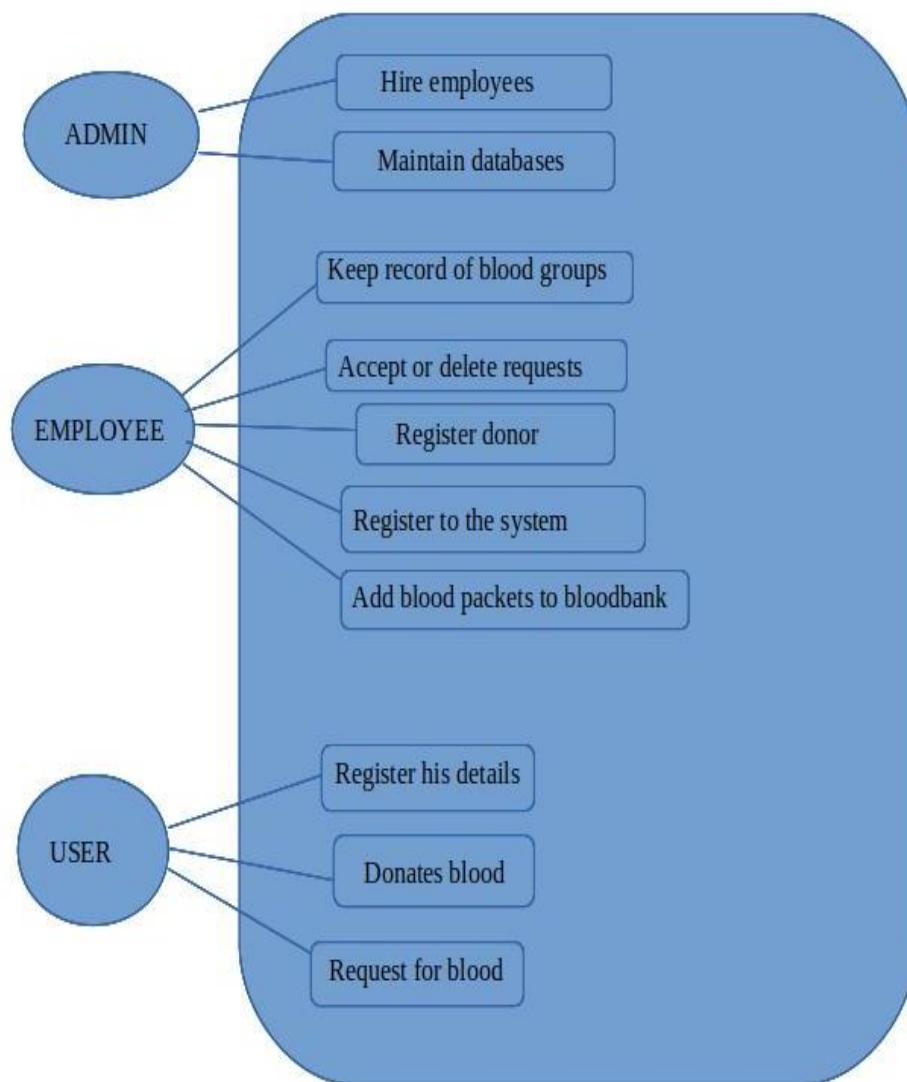 ADMIN
Hire employees
Maintain databases
EMPLOYEE
Keep record of blood groups
Accept or delete requests
Register donor
Register to the system
Add blood packets to bloodbank
USER
Register his details
Donates blood
Request for blood